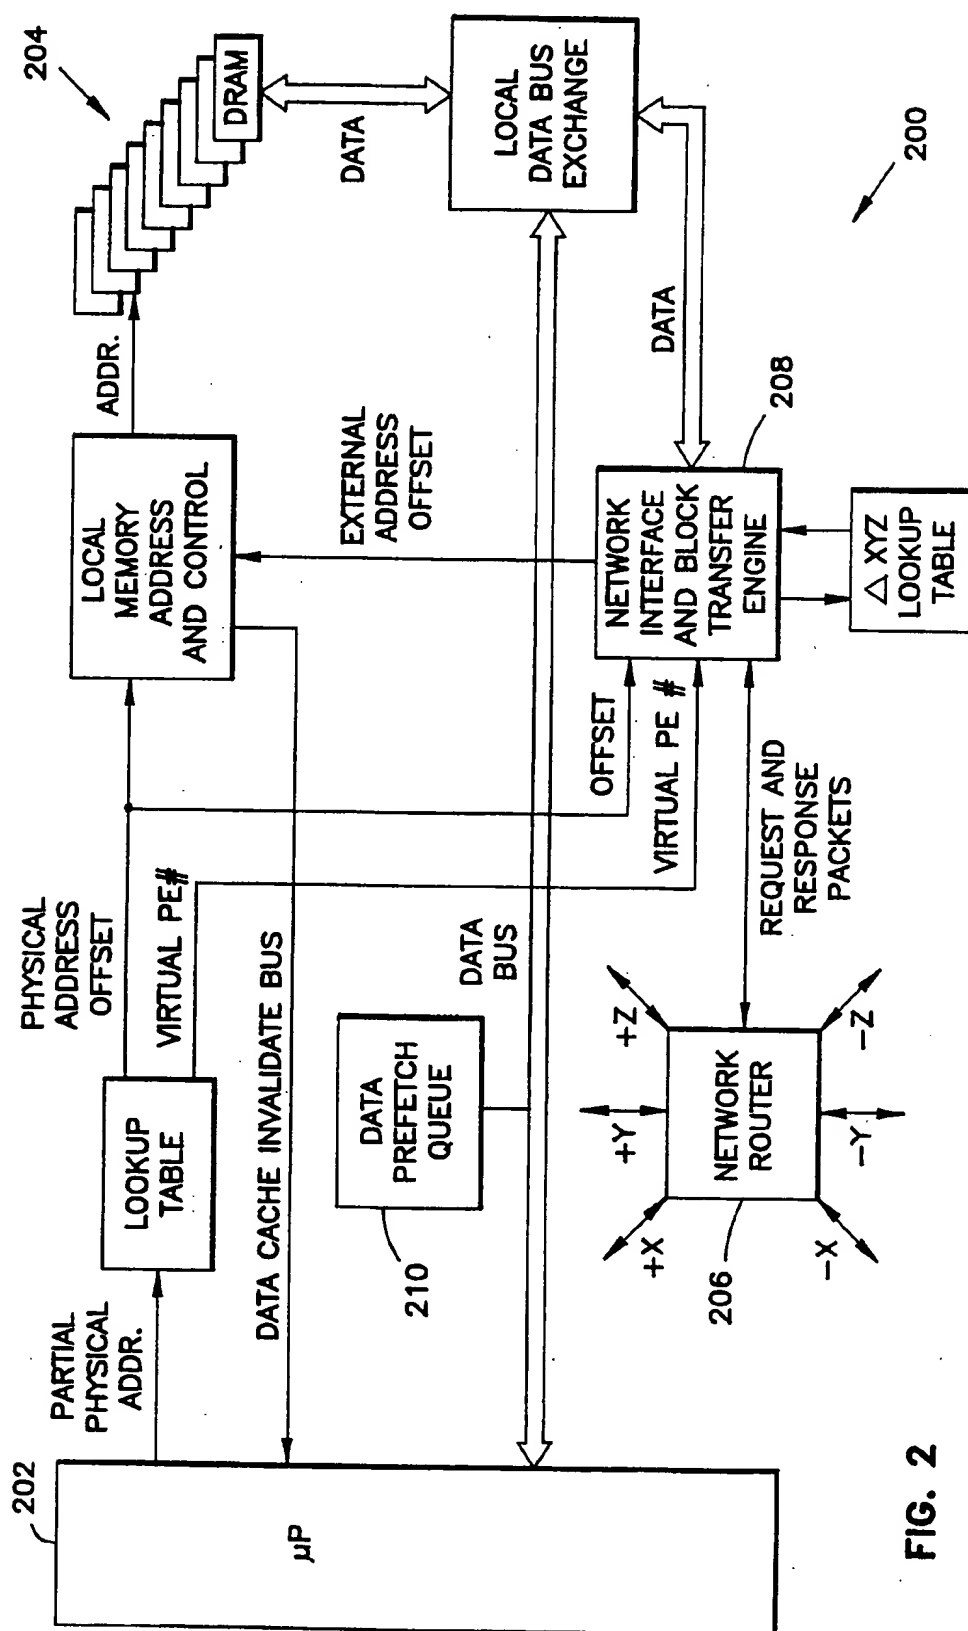 202
μP
PARTIAL
PHYSICAL
ADDR.
LOOKUP
TABLE
PHYSICAL
ADDRESS
OFFSET
VIRTUAL PE#
LOCAL
MEMORY
ADDRESS
AND CONTROL
ADDR.
204
DRAM
DATA
LOCAL
DATA BUS
EXCHANGE
DATA CACHE INVALIDATE BUS
EXTERNAL
ADDRESS
OFFSET
210
DATA
PREFETCH
QUEUE
DATA
BUS
OFFSET
VIRTUAL PE #
NETWORK
INTERFACE
AND BLOCK
TRANSFER
ENGINE
208
DATA
200
+X
+Y
+Z
NETWORK
ROUTER
206
-X
-Y
-Z
REQUEST AND
RESPONSE
PACKETS
△ XYZ
LOOKUP
TABLE
FIG. 2